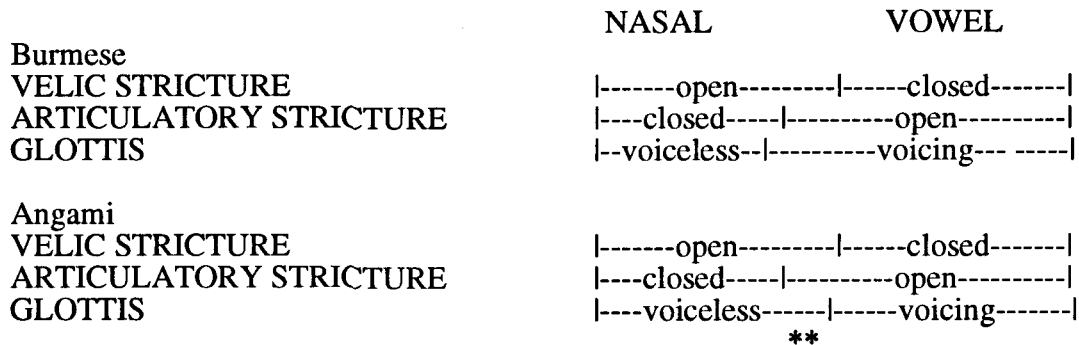 NASAL VOWEL
Burmese
VELIC STRICTURE |-------open----------|------closed-------|
ARTICULATORY STRICTURE |----closed-----|-----------open-----------|
GLOTTIS |--voiceless--|-----------voicing--- -----|
Angami
VELIC STRICTURE |-------open----------|------closed-------|
ARTICULATORY STRICTURE |----closed-----|-----------open-----------|
GLOTTIS |----voiceless------|------voicing-------|
**